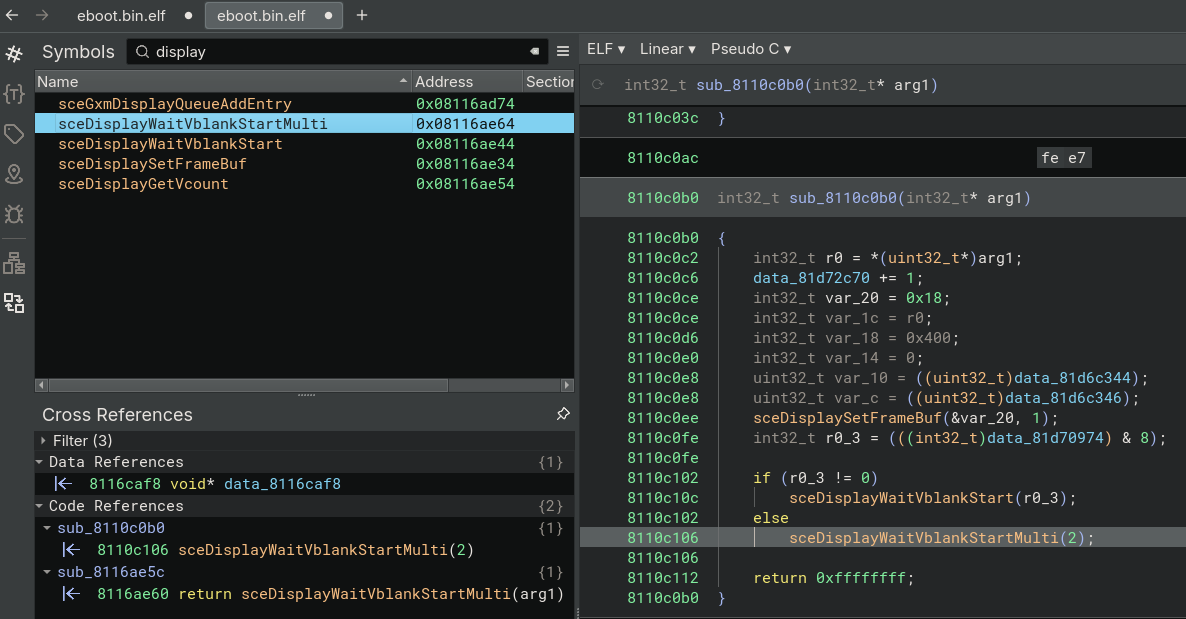 eboot.bin.elf
eboot.bin.elf
Symbols
display
Name Address Section
sceGxmDisplayQueueAddEntry 0x08116ad74
sceDisplayWaitVblankStartMulti 0x08116ae64
sceDisplayWaitVblankStart 0x08116ae44
sceDisplaySetFrameBuf 0x08116ae34
sceDisplayGetVcount 0x08116ae54
Cross References
Filter (3)
Data References {1}
8116caf8 void* data_8116caf8
Code References {2}
sub_8110c0b0 {1}
8110c106 sceDisplayWaitVblankStartMulti(2)
sub_8116ae5c {1}
8116ae60 return sceDisplayWaitVblankStartMulti(arg1)
ELF ▾ Linear ▾ Pseudo C ▾
int32_t sub_8110c0b0(int32_t* arg1)
8110c03c }
8110c0ac fe e7
8110c0b0 int32_t sub_8110c0b0(int32_t* arg1)
8110c0b0 {
8110c0c2 int32_t r0 = *(uint32_t*)arg1;
8110c0c6 data_81d72c70 += 1;
8110c0ce int32_t var_20 = 0x18;
8110c0ce int32_t var_1c = r0;
8110c0d6 int32_t var_18 = 0x400;
8110c0e0 int32_t var_14 = 0;
8110c0e8 uint32_t var_10 = ((uint32_t)data_81d6c344);
8110c0e8 uint32_t var_c = ((uint32_t)data_81d6c346);
8110c0ee sceDisplaySetFrameBuf(&var_20, 1);
8110c0fe int32_t r0_3 = (((int32_t)data_81d70974) & 8);
8110c0fe
8110c102 if (r0_3 != 0)
8110c10c sceDisplayWaitVblankStart(r0_3);
8110c102 else
8110c106 sceDisplayWaitVblankStartMulti(2);
8110c106
8110c112 return 0xffffffff;
8110c0b0 }